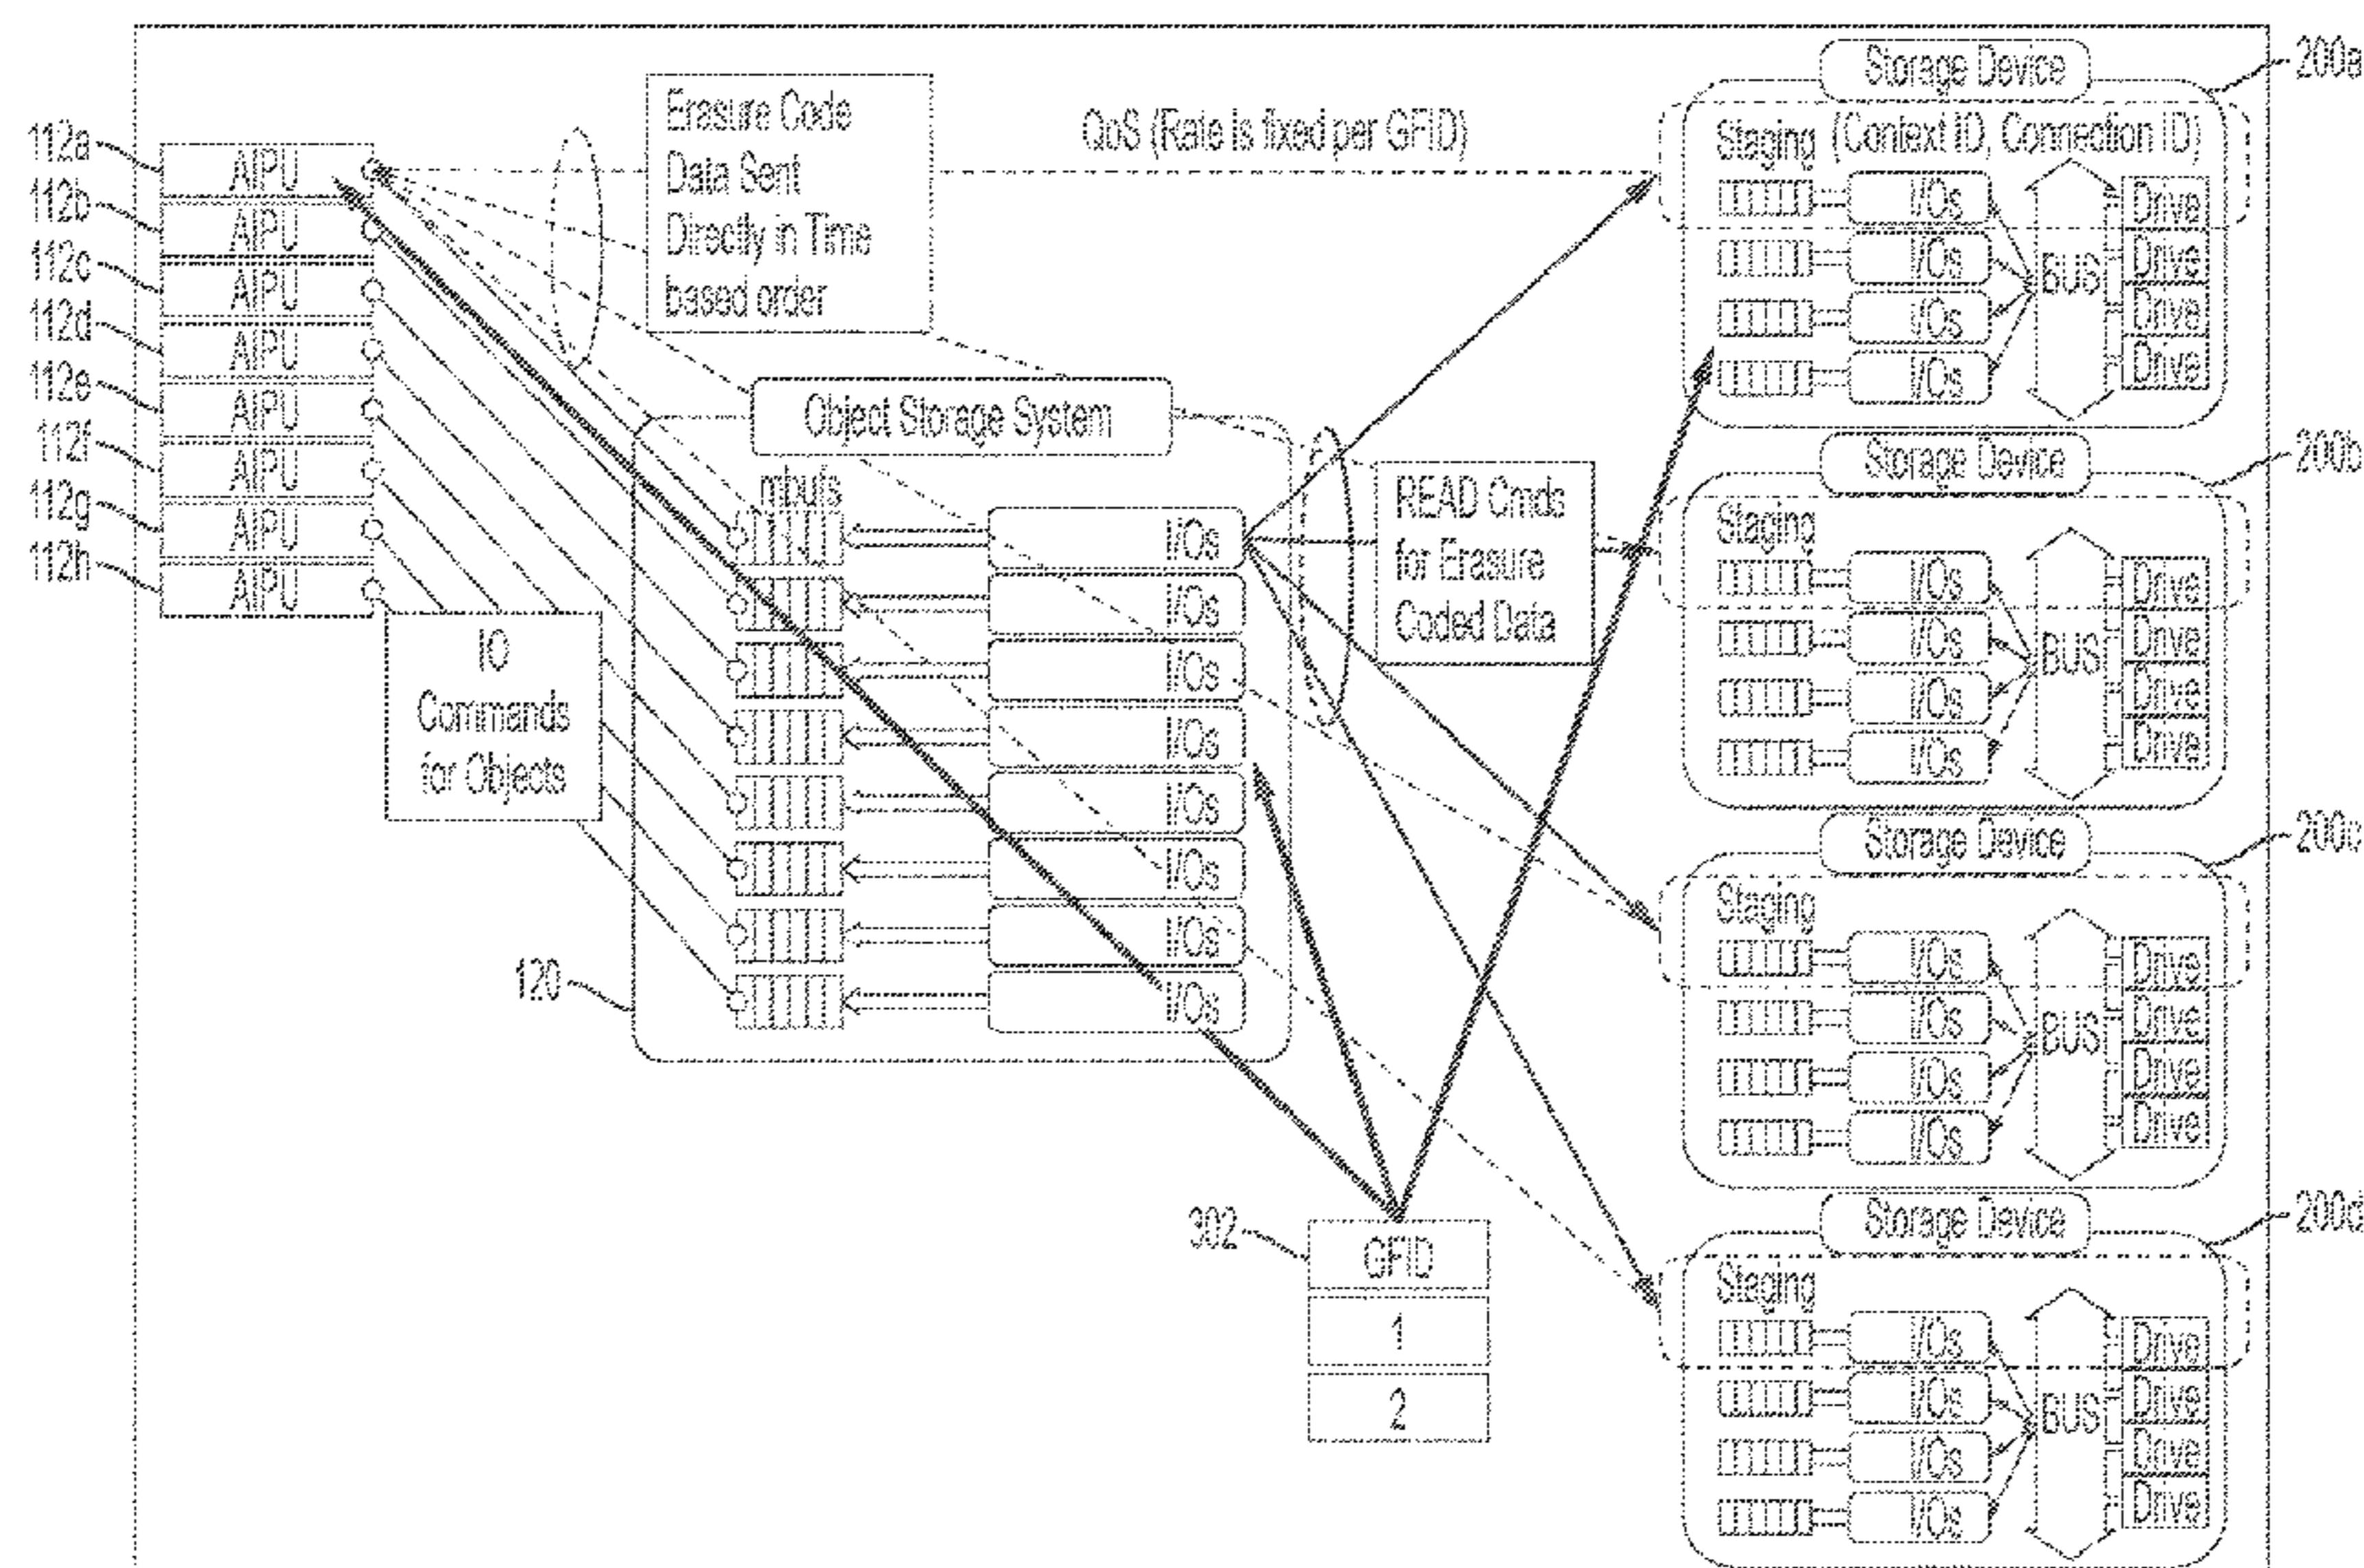 112a
112b
112c
112d
112e
112f
112g
112h
AIPU
AIPU
AIPU
AIPU
AIPU
AIPU
AIPU
AIPU
Erasure Code
Data Sent
Directly in Time
based order
QoS (Rate is fixed per GFID)
IO
Commands
for Objects
120
Object Storage System
mbufs
I/Os
I/Os
I/Os
I/Os
I/Os
I/Os
I/Os
I/Os
READ Cmds
for Erasure
Coded Data
302
GFID
1
2
Storage Device
200a
Staging (Context ID, Connection ID)
I/Os
I/Os
I/Os
I/Os
BUS
Drive
Drive
Drive
Drive
Storage Device
200b
Staging
I/Os
I/Os
I/Os
I/Os
BUS
Drive
Drive
Drive
Drive
Storage Device
200c
Staging
I/Os
I/Os
I/Os
I/Os
BUS
Drive
Drive
Drive
Drive
Storage Device
200d
Staging
I/Os
I/Os
I/Os
I/Os
BUS
Drive
Drive
Drive
Drive